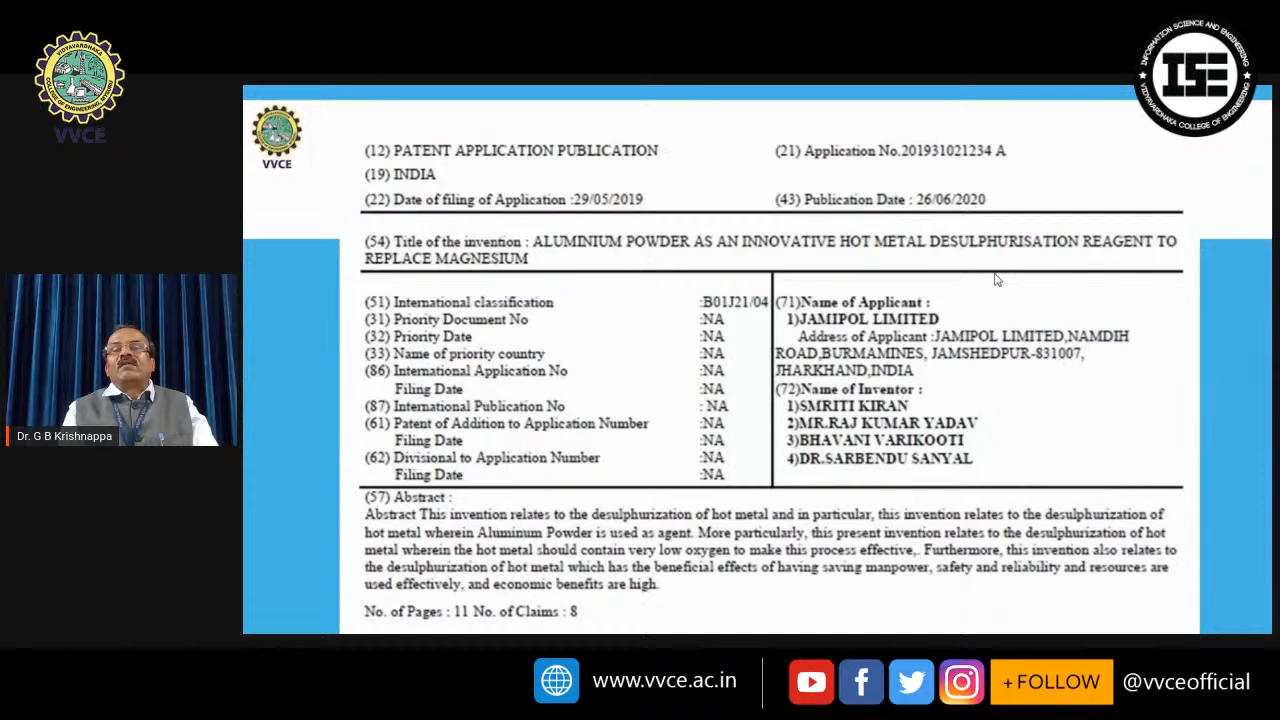 VIDYAVARDHAKA
VVCE
INFORMATION SCIENCE AND ENGINEERING
ISE
VIDYAVARDHAKA COLLEGE OF ENGINEERING
VVCE
(12) PATENT APPLICATION PUBLICATION
(21) Application No.201931021234 A
(19) INDIA
(22) Date of filing of Application :29/05/2019
(43) Publication Date : 26/06/2020
(54) Title of the invention : ALUMINIUM POWDER AS AN INNOVATIVE HOT METAL DESULPHURISATION REAGENT TO
REPLACE MAGNESIUM
(51) International classification :B01J21/04
(31) Priority Document No :NA
(32) Priority Date :NA
(33) Name of priority country :NA
(86) International Application No :NA
Filing Date :NA
(87) International Publication No : NA
(61) Patent of Addition to Application Number :NA
Filing Date :NA
(62) Divisional to Application Number :NA
Filing Date :NA
(71)Name of Applicant :
1)JAMIPOL LIMITED
Address of Applicant :JAMIPOL LIMITED,NAMDIH
ROAD,BURMAMINES, JAMSHEDPUR-831007,
JHARKHAND,INDIA
(72)Name of Inventor :
1)SMRITI KIRAN
2)MR.RAJ KUMAR YADAV
3)BHAVANI VARIKOOTI
4)DR.SARBENDU SANYAL
(57) Abstract :
Abstract This invention relates to the desulphurization of hot metal and in particular, this invention relates to the desulphurization of
hot metal wherein Aluminum Powder is used as agent. More particularly, this present invention relates to the desulphurization of hot
metal wherein the hot metal should contain very low oxygen to make this process effective,. Furthermore, this invention also relates to
the desulphurization of hot metal which has the beneficial effects of having saving manpower, safety and reliability and resources are
used effectively, and economic benefits are high.
No. of Pages : 11 No. of Claims : 8
Dr. G B Krishnappa
www.vvce.ac.in
+ FOLLOW
@vvceofficial